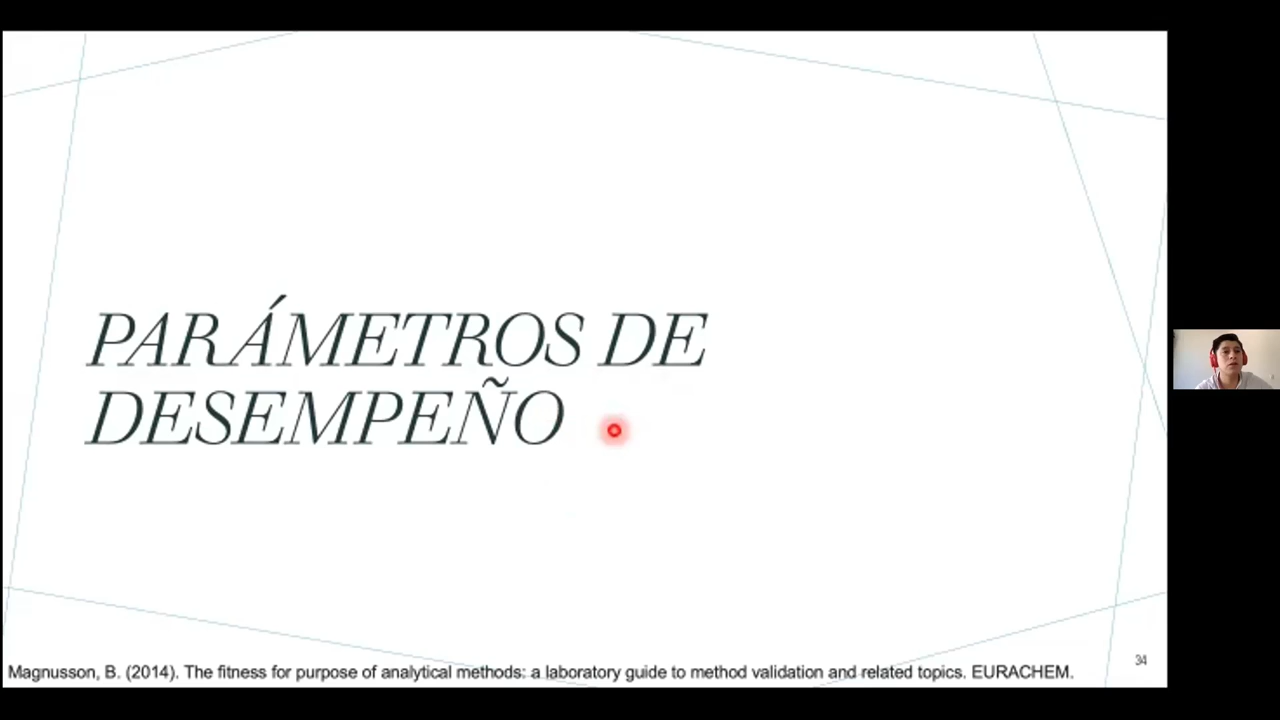 PARÁMETROS DE
DESEMPEÑO
34
Magnusson, B. (2014). The fitness for purpose of analytical methods: a laboratory guide to method validation and related topics. EURACHEM.